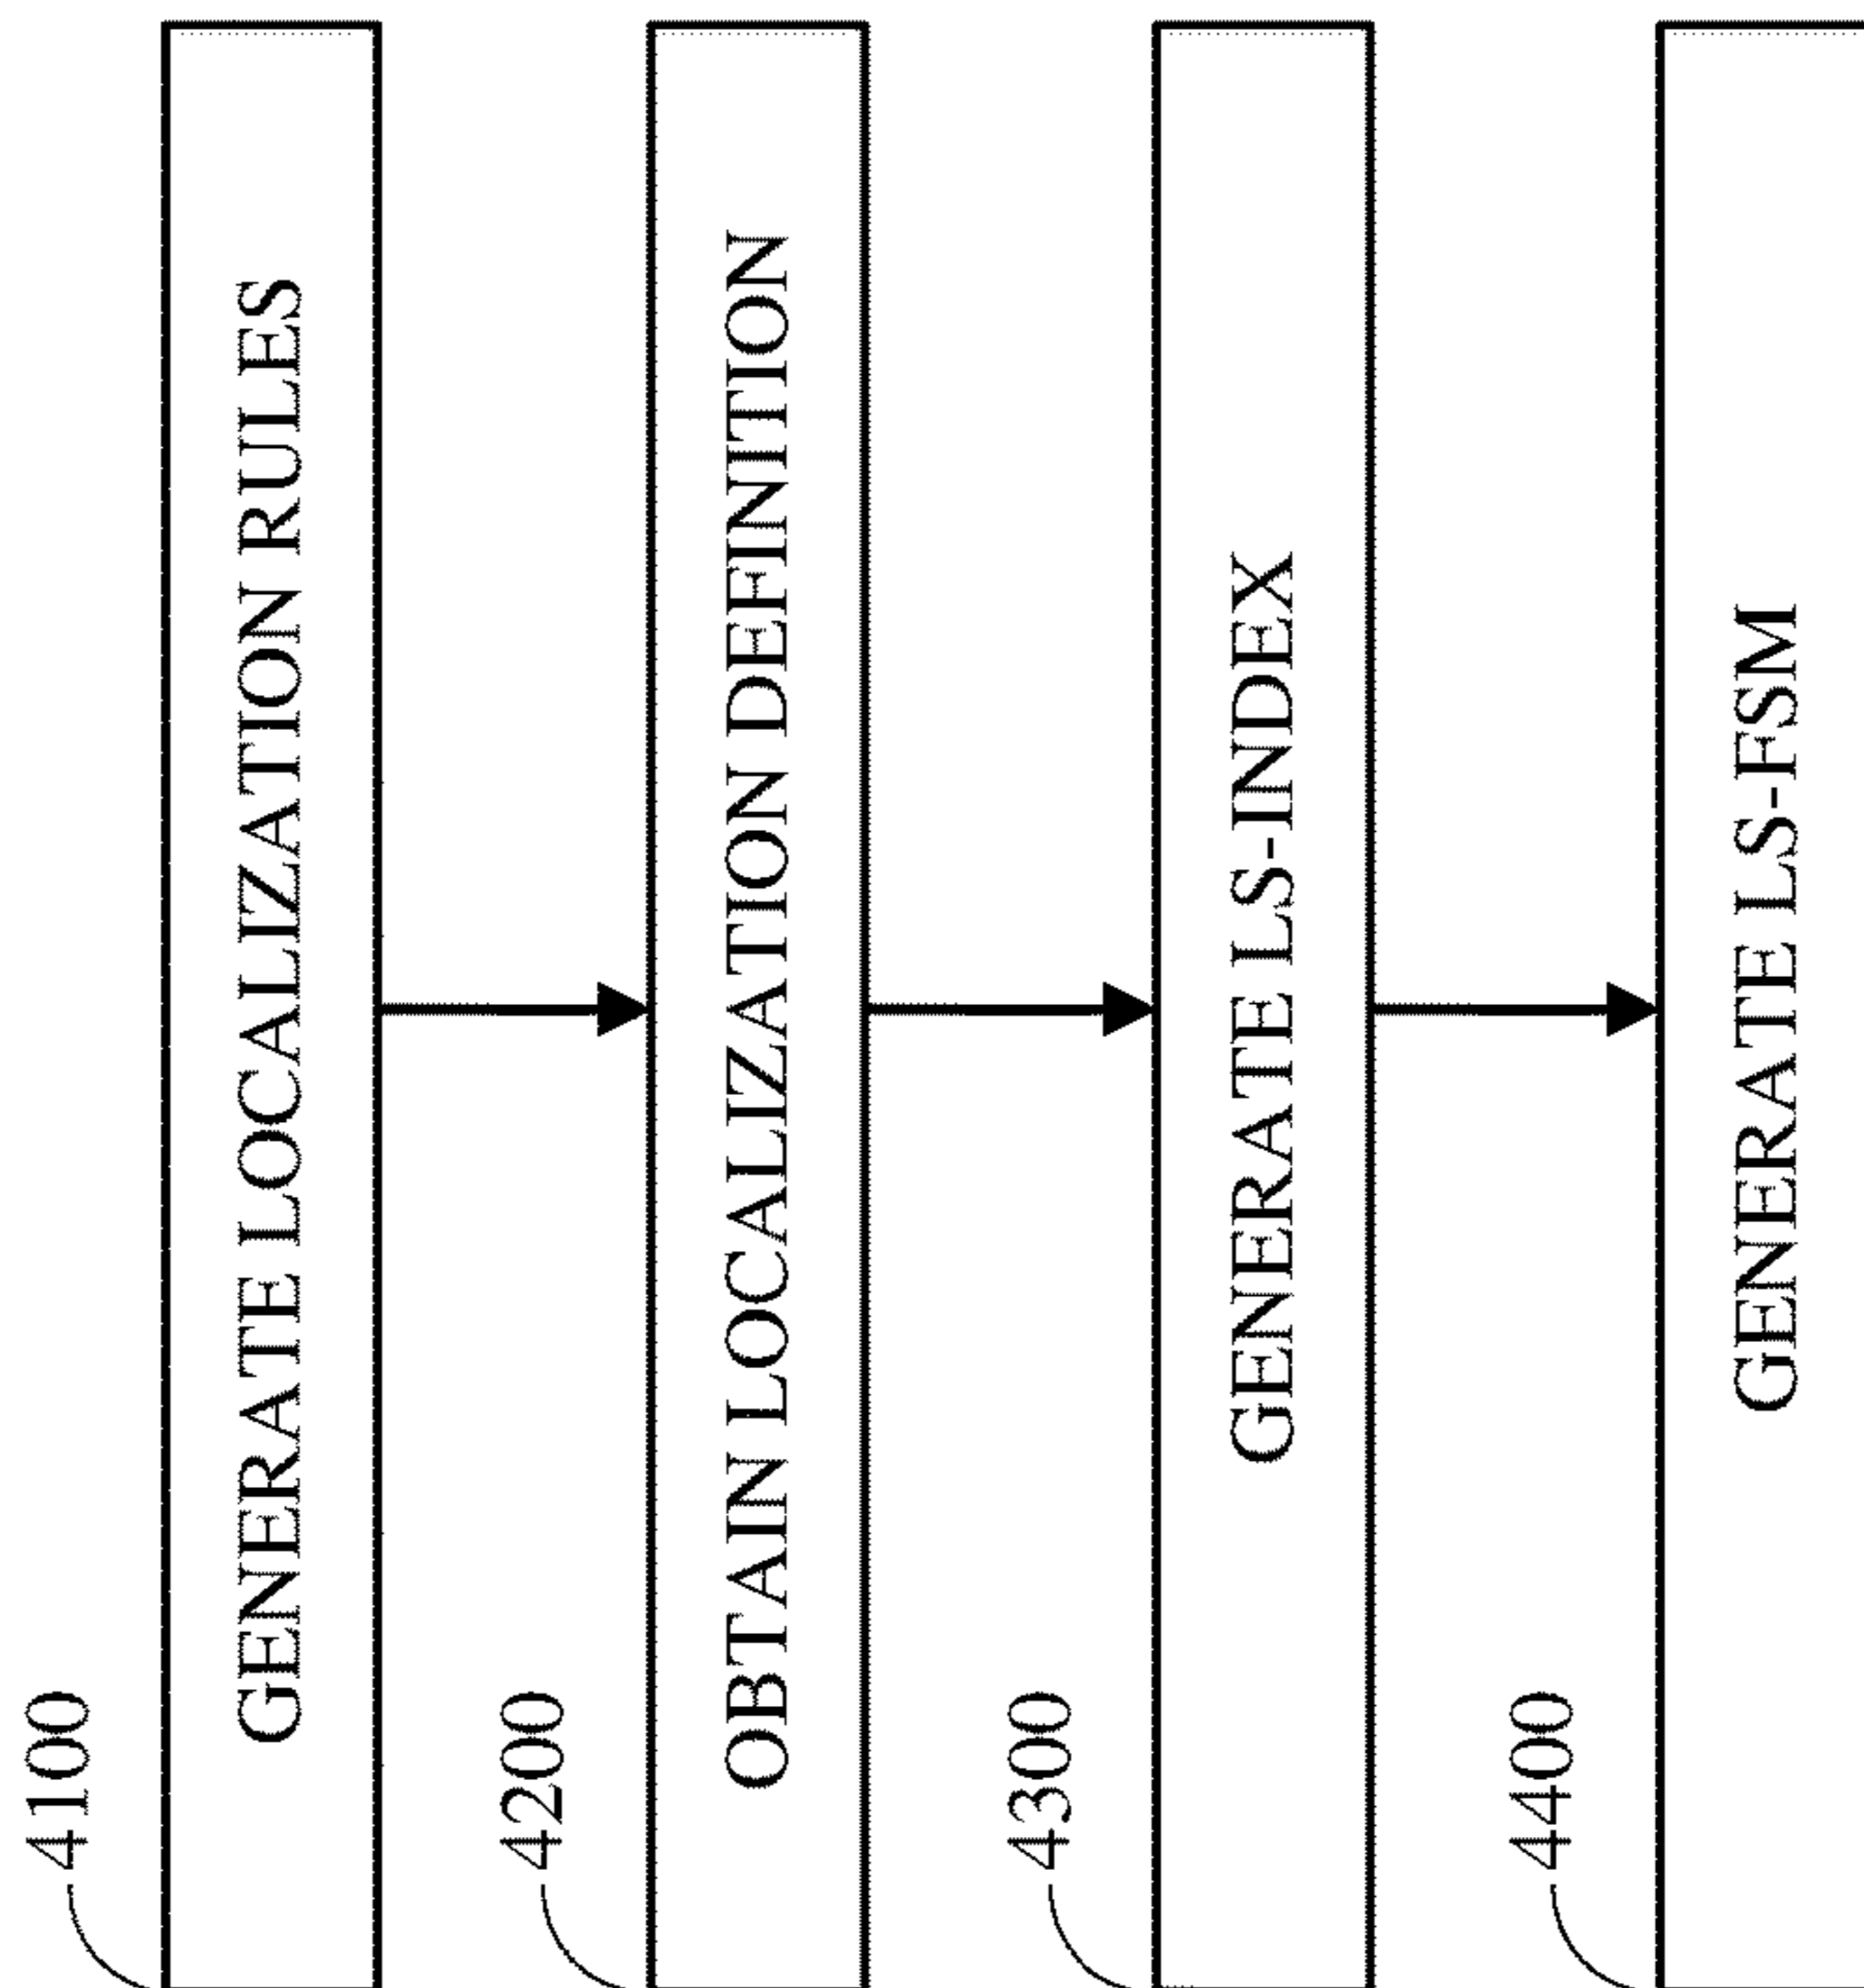 4100
GENERATE LOCALIZATION RULES
4200
OBTAIN LOCALIZATION DEFINITION
4300
GENERATE LS-INDEX
4400
GENERATE LS-FSM